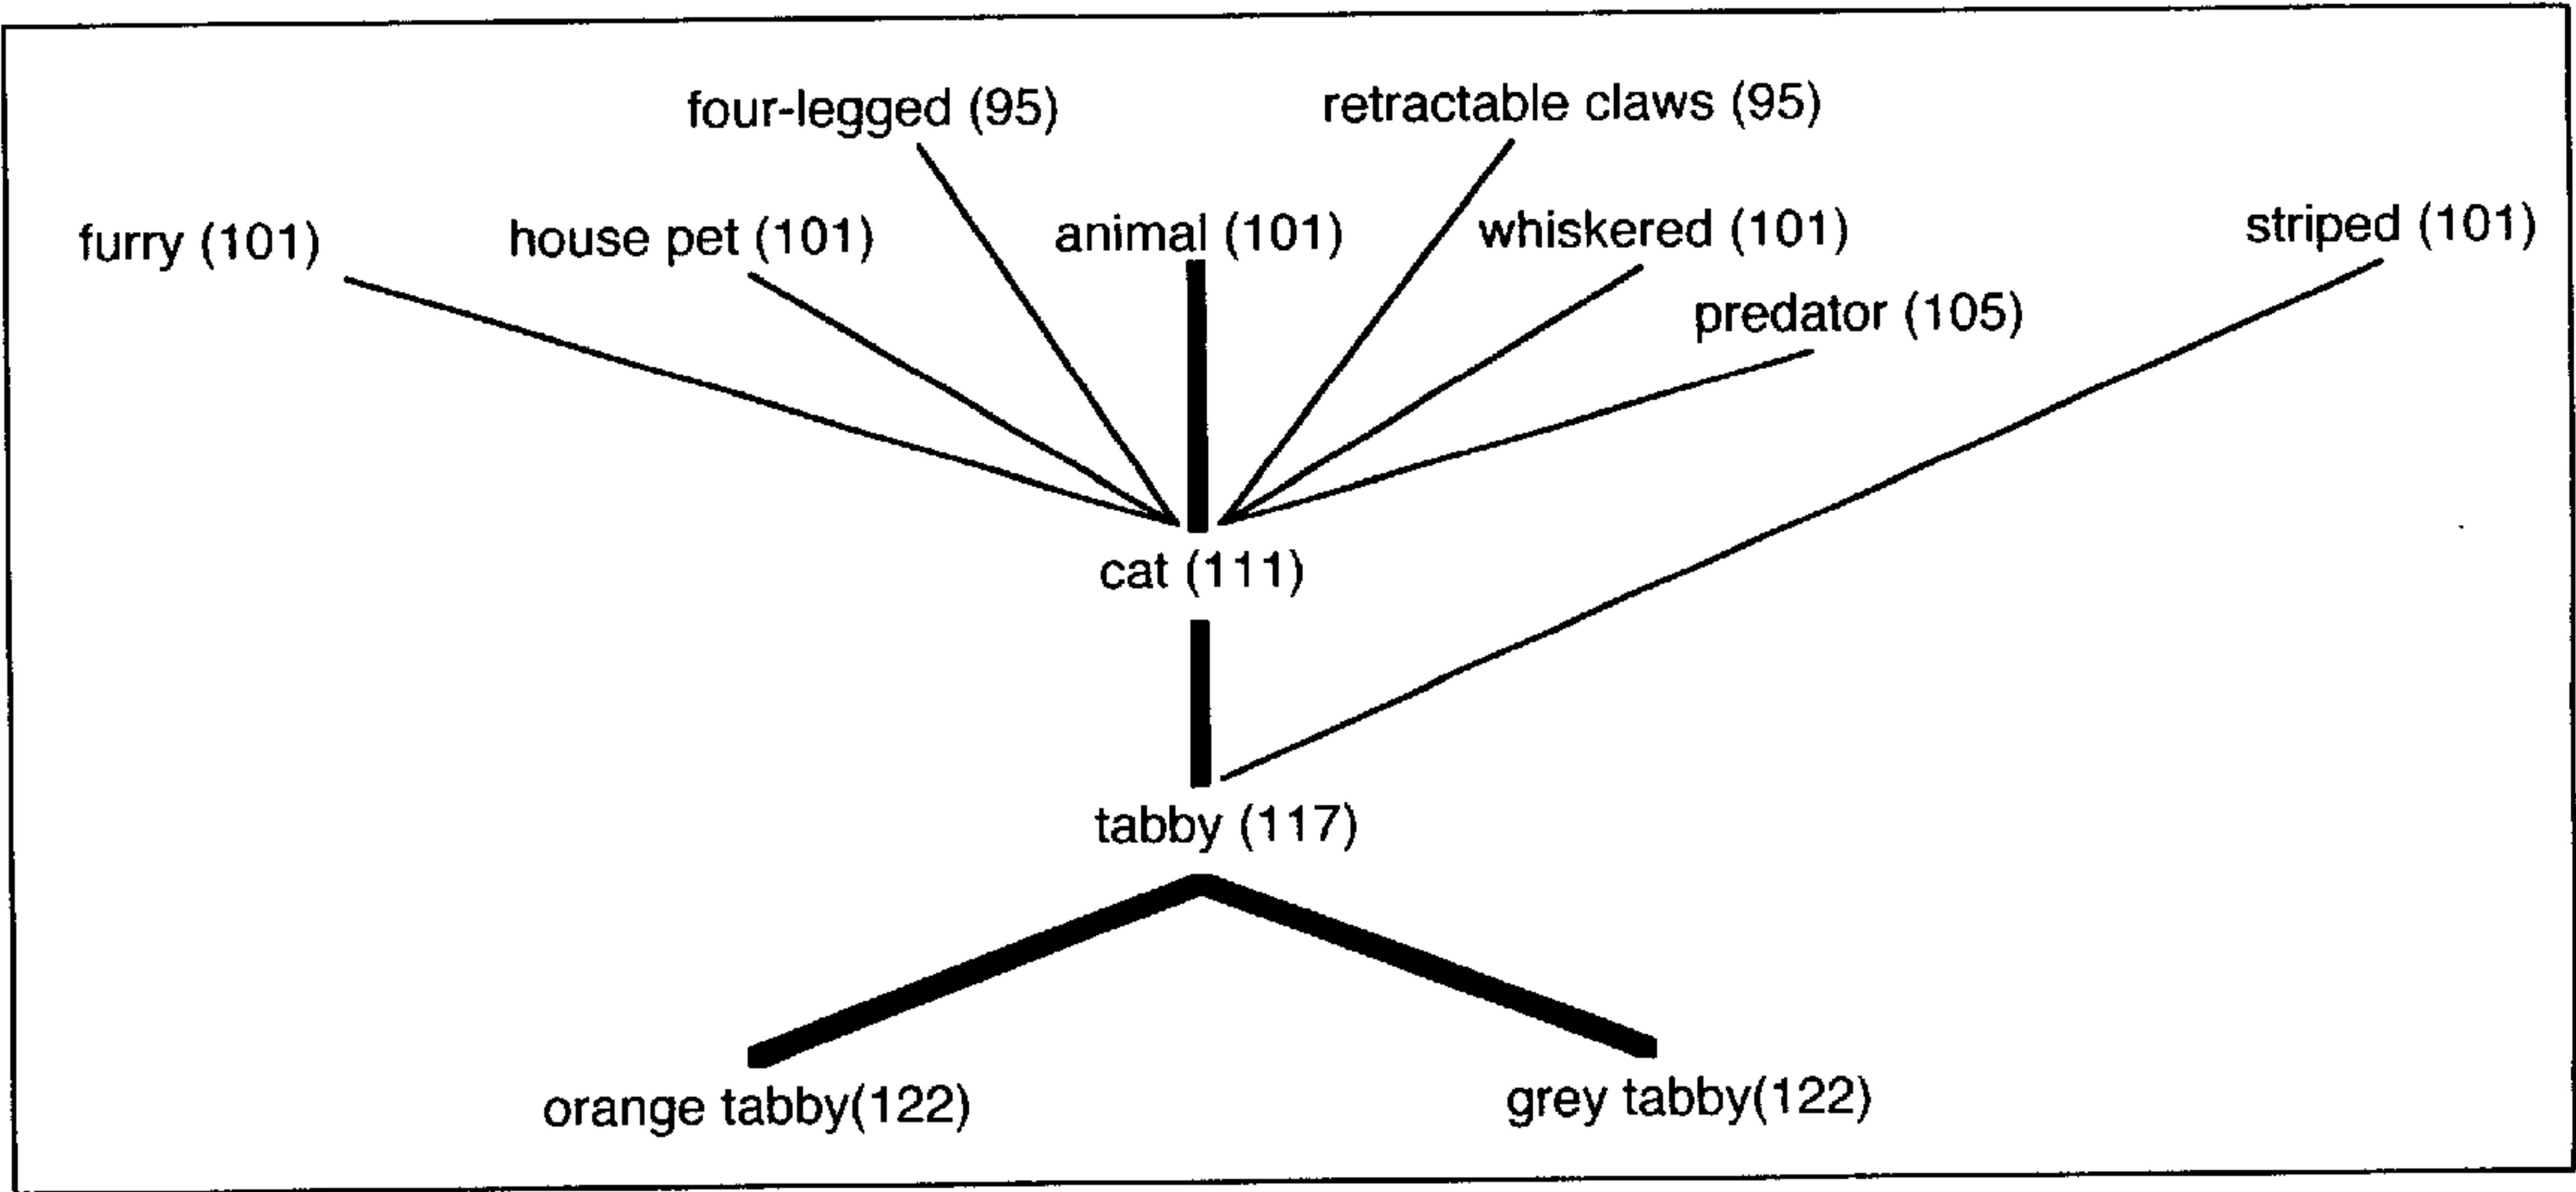 four-legged (95)
retractable claws (95)
furry (101)
house pet (101)
animal (101)
whiskered (101)
striped (101)
predator (105)
cat (111)
tabby (117)
orange tabby(122)
grey tabby(122)